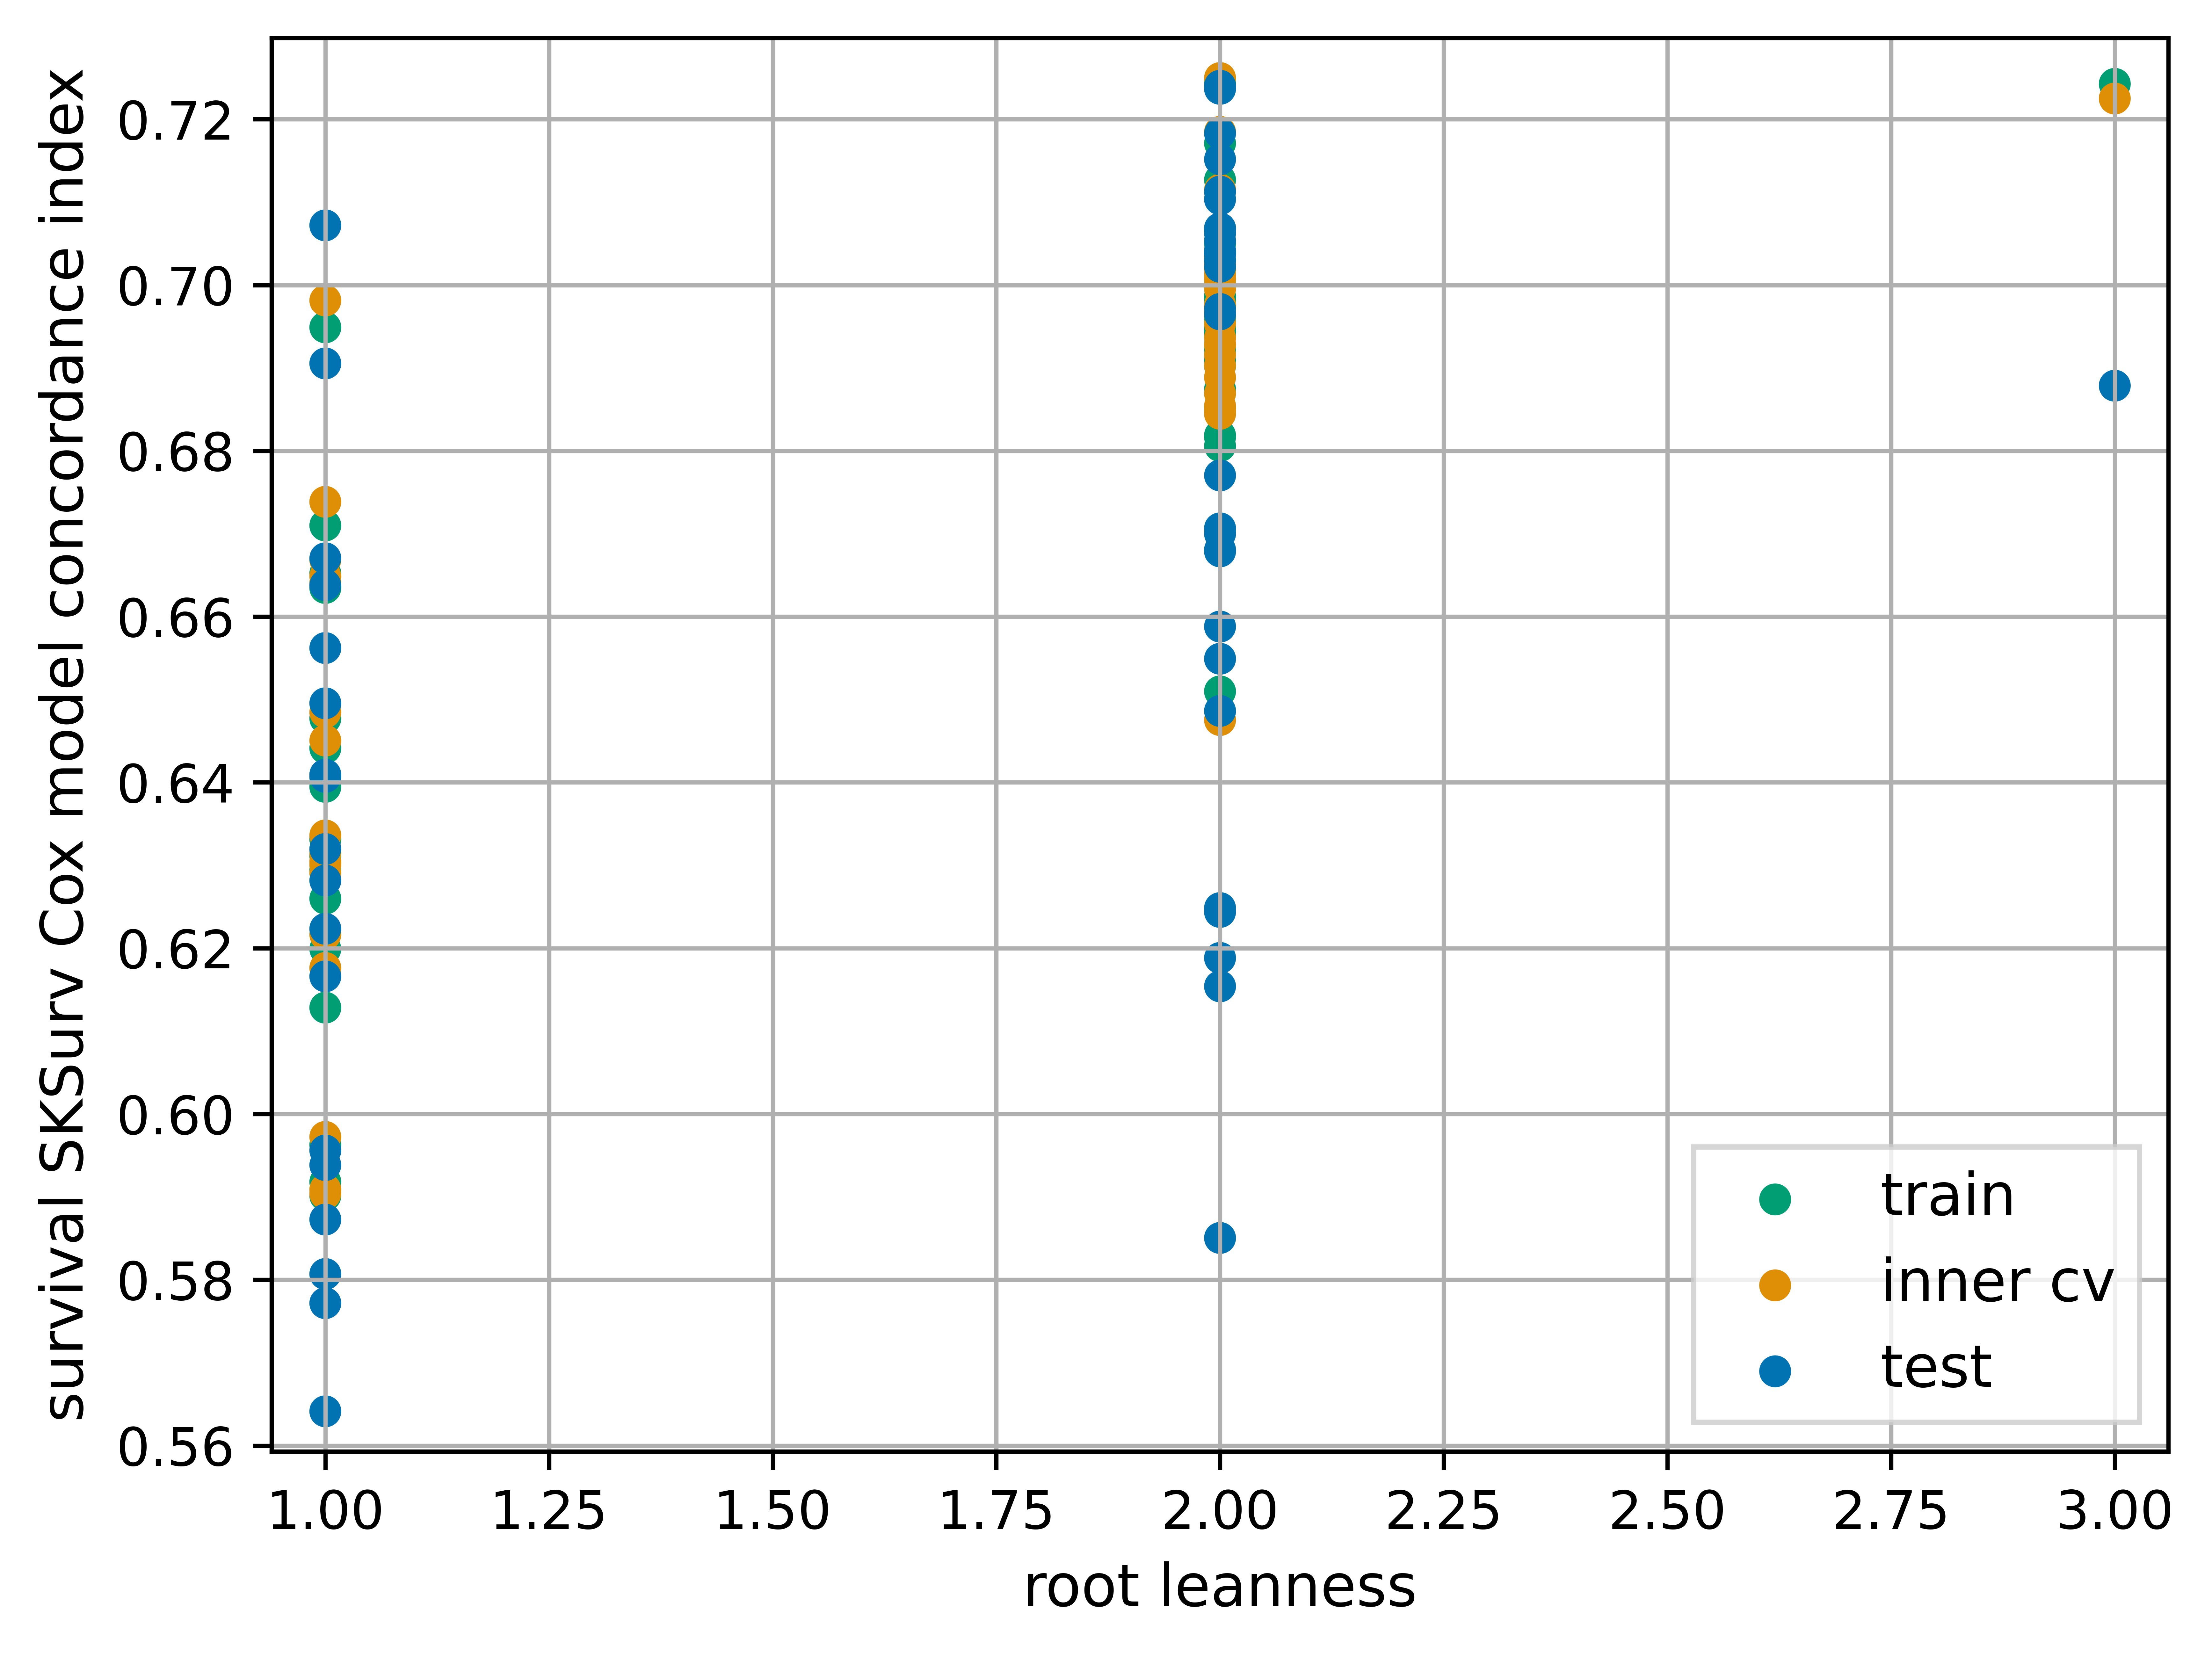 survival SKSurv Cox model concordance index
0.72
0.70
0.68
0.66
0.64
0.62
0.60
0.58
0.56
train
inner cv
test
1.00 1.25 1.50 1.75 2.00 2.25 2.50 2.75 3.00
root leanness